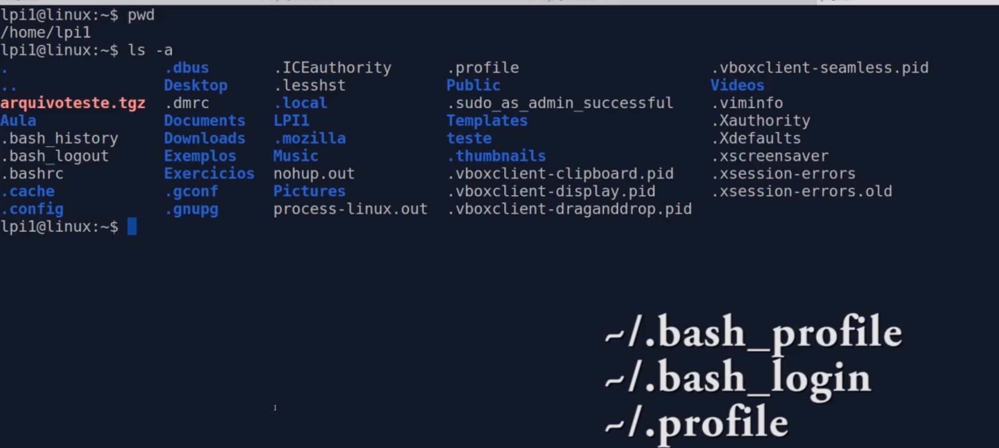 lpi1@linux:~$ pwd
/home/lpi1
lpi1@linux:~$ ls -a
. .dbus .ICEauthority .profile .vboxclient-seamless.pid
.. Desktop .lesshst Public Videos
arquivoteste.tgz .dmrc .local .sudo_as_admin_successful .viminfo
Aula Documents LPI1 Templates .Xauthority
.bash_history Downloads .mozilla teste .Xdefaults
.bash_logout Exemplos Music .thumbnails .xscreensaver
.bashrc Exercicios nohup.out .vboxclient-clipboard.pid .xsession-errors
.cache .gconf Pictures .vboxclient-display.pid .xsession-errors.old
.config .gnupg process-linux.out .vboxclient-draganddrop.pid
lpi1@linux:~$
~/.bash_profile
~/.bash_login
~/.profile